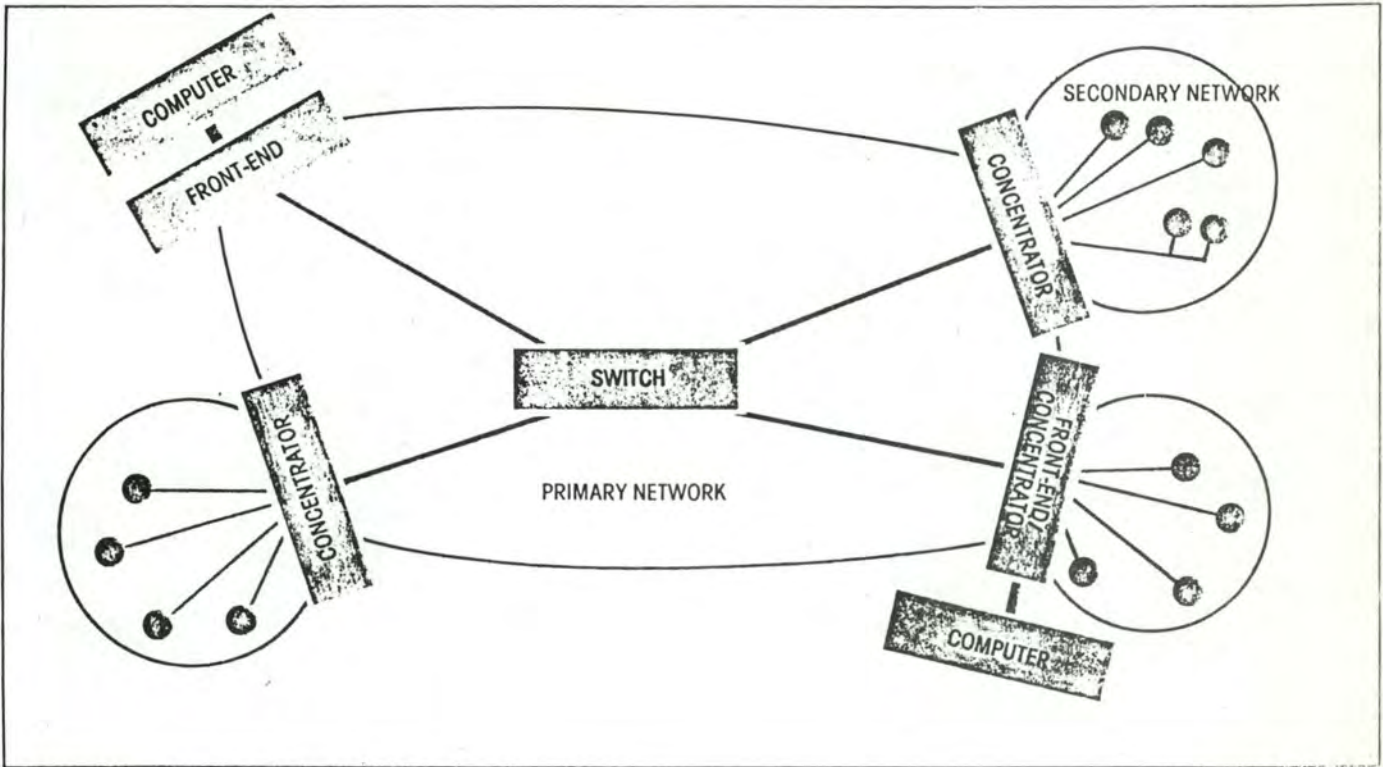 COMPUTER
FRONT-END
SECONDARY NETWORK
CONCENTRATOR
SWITCH
CONCENTRATOR
FRONT-END/
CONCENTRATOR
PRIMARY NETWORK
COMPUTER